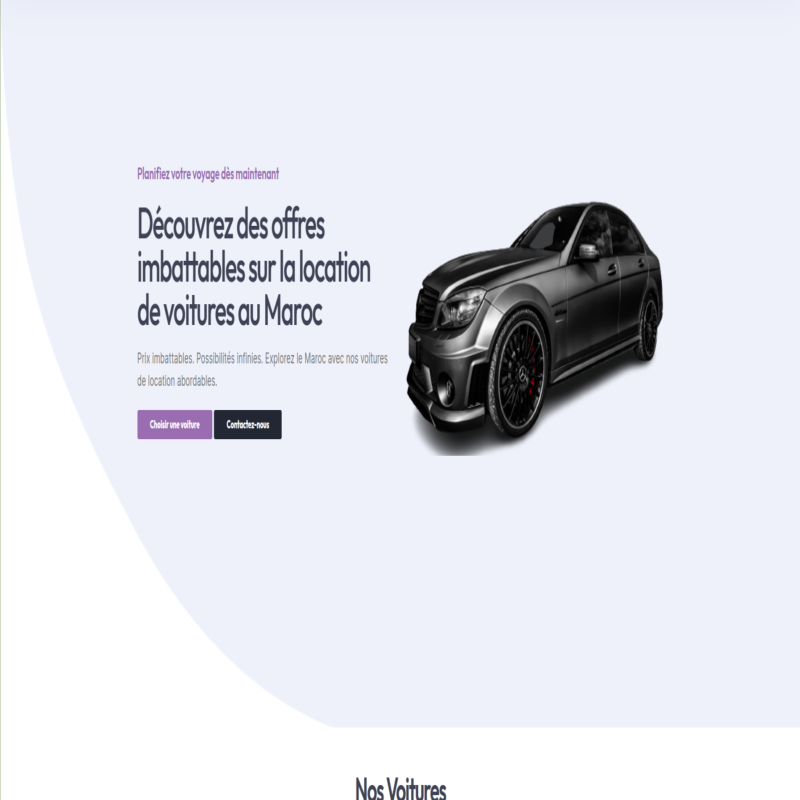 Planifiez votre voyage dès maintenant
Découvrez des offres
imbattables sur la location
de voitures au Maroc
Prix imbattables. Possibilités infinies. Explorez le Maroc avec nos voitures
de location abordables.
Choisir une voiture
Contactez-nous
Nos Voitures